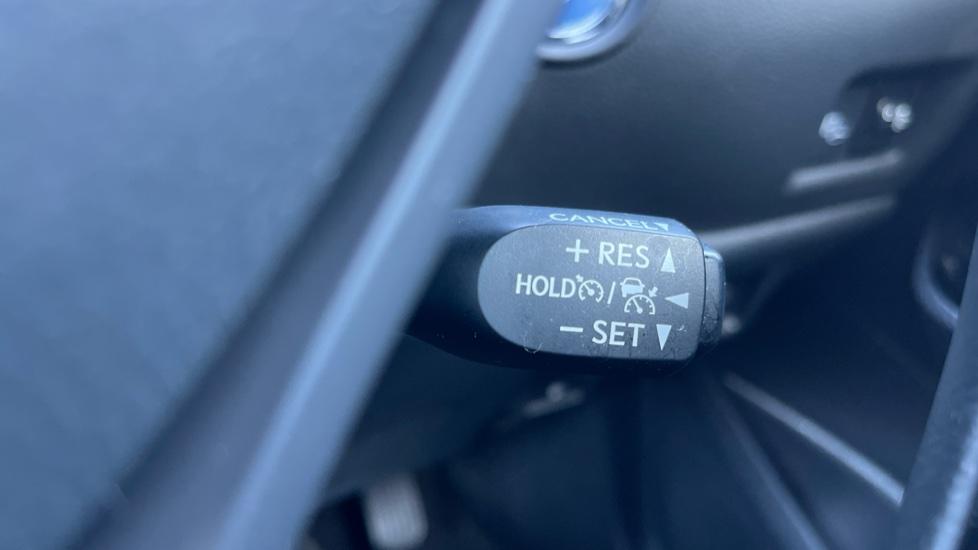 CANCEL
+ RES
HOLD /
− SET